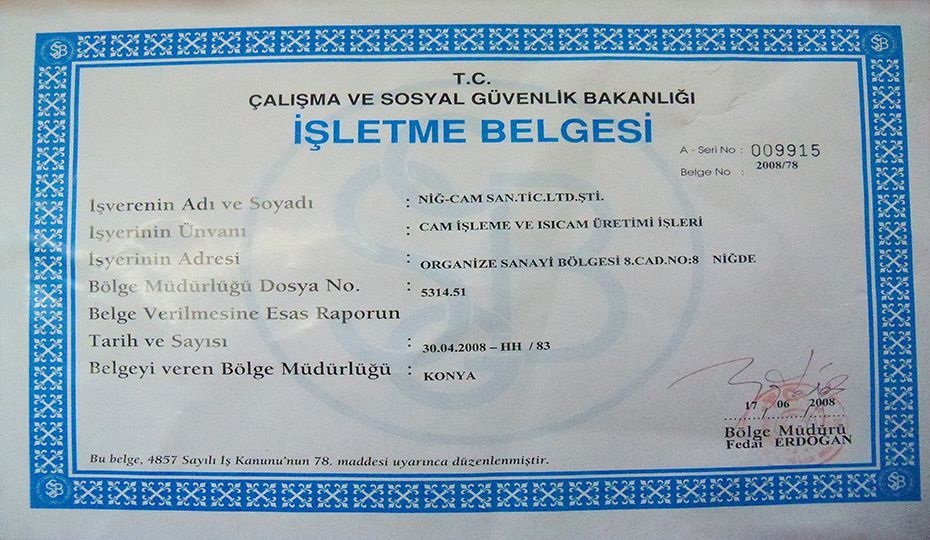 T.C.
ÇALIŞMA VE SOSYAL GÜVENLİK BAKANLIĞI
İŞLETME BELGESİ
A - Seri No : 009915
Belge No : 2008/78
İşverenin Adı ve Soyadı : NİĞ-CAM SAN.TİC.LTD.ŞTİ.
İşyerinin Ünvanı : CAM İŞLEME VE ISICAM ÜRETİMİ İŞLERİ
İşyerinin Adresi : ORGANİZE SANAYİ BÖLGESİ 8.CAD.NO:8 NİĞDE
Bölge Müdürlüğü Dosya No. : 5314.51
Belge Verilmesine Esas Raporun
Tarih ve Sayısı : 30.04.2008 – HH / 83
Belgeyi veren Bölge Müdürlüğü : KONYA
17 / 06 / 2008
Bölge Müdürü
Fedai ERDOĞAN
Bu belge, 4857 Sayılı İş Kanunu'nun 78. maddesi uyarınca düzenlenmiştir.